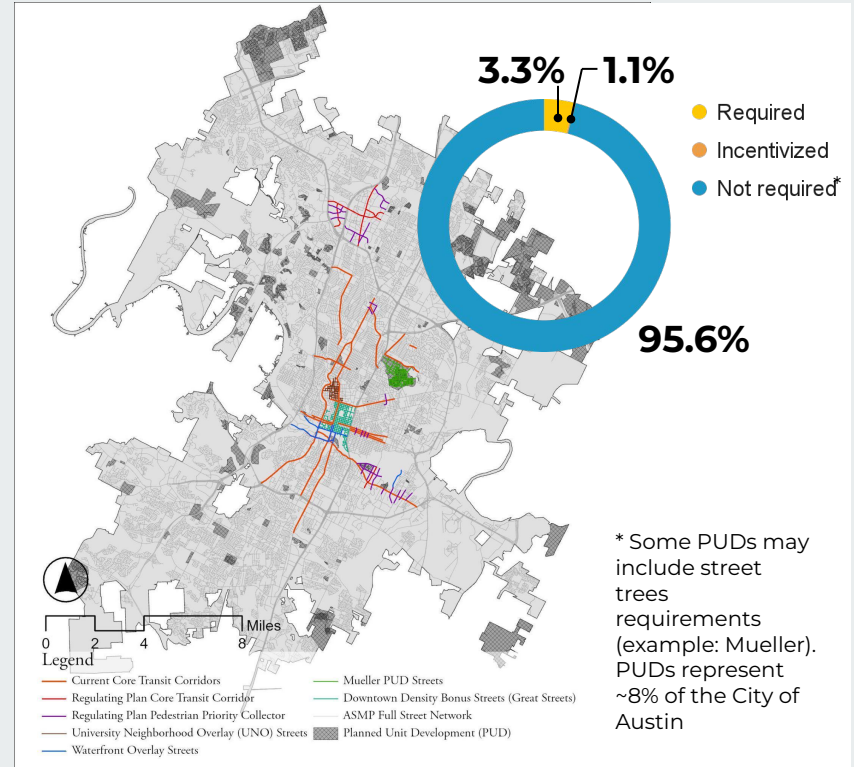 3.3% 1.1%
Required
Incentivized
Not required*
95.6%
* Some PUDs may
include street
trees
requirements
(example: Mueller).
PUDs represent
~8% of the City of
Austin
Miles
0 2 4 8
Legend
Current Core Transit Corridors
Regulating Plan Core Transit Corridor
Regulating Plan Pedestrian Priority Collector
University Neighborhood Overlay (UNO) Streets
Waterfront Overlay Streets
Mueller PUD Streets
Downtown Density Bonus Streets (Great Streets)
ASMP Full Street Network
Planned Unit Development (PUD)